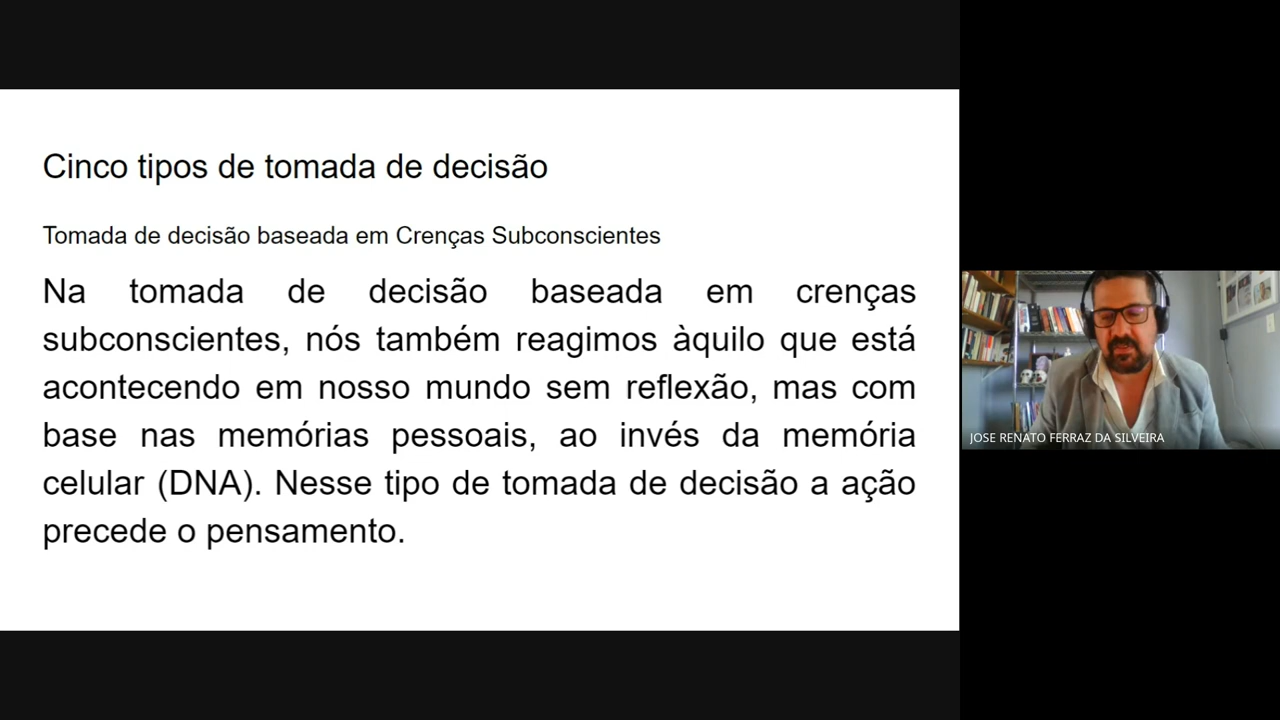 Cinco tipos de tomada de decisão
Tomada de decisão baseada em Crenças Subconscientes
Na tomada de decisão baseada em crenças
subconscientes, nós também reagimos àquilo que está
acontecendo em nosso mundo sem reflexão, mas com
base nas memórias pessoais, ao invés da memória
celular (DNA). Nesse tipo de tomada de decisão a ação
precede o pensamento.
JOSE RENATO FERRAZ DA SILVEIRA